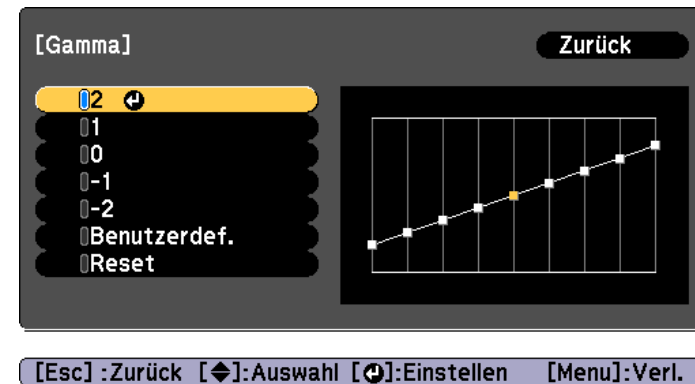 [Gamma]
Zurück
2
1
0
-1
-2
Benutzerdef.
Reset
[Esc] :Zurück [◆]:Auswahl [↵]:Einstellen [Menu]:Verl.